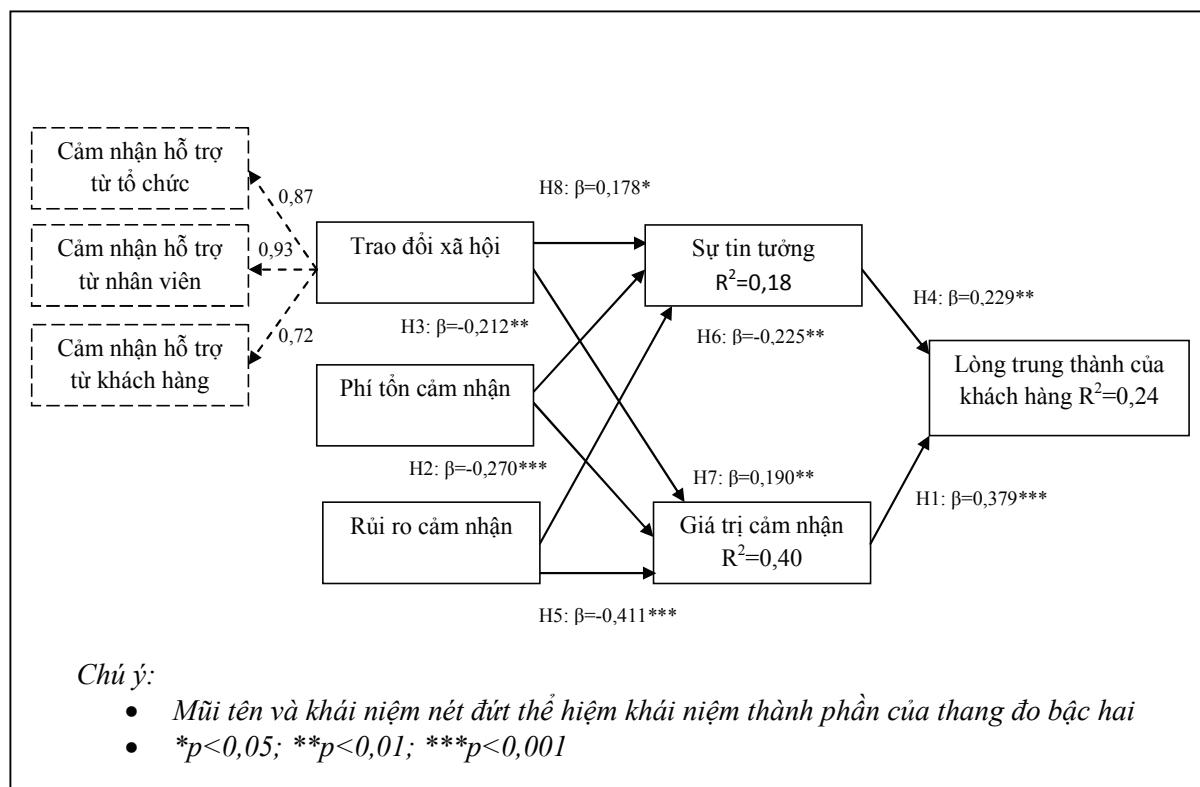 Cảm nhận hỗ trợ
từ tổ chức
Cảm nhận hỗ trợ
từ nhân viên
Cảm nhận hỗ trợ
từ khách hàng
0,87
0,93
0,72
Trao đổi xã hội
Phí tổn cảm nhận
Rủi ro cảm nhận
H8: β=0,178*
H3: β=-0,212**
H6: β=-0,225**
H2: β=-0,270***
H7: β=0,190**
H5: β=-0,411***
Sự tin tưởng
R²=0,18
Giá trị cảm nhận
R²=0,40
H4: β=0,229**
H1: β=0,379***
Lòng trung thành của
khách hàng R²=0,24
Chú ý:
• Mũi tên và khái niệm nét đứt thể hiện khái niệm thành phần của thang đo bậc hai
• *p<0,05; **p<0,01; ***p<0,001